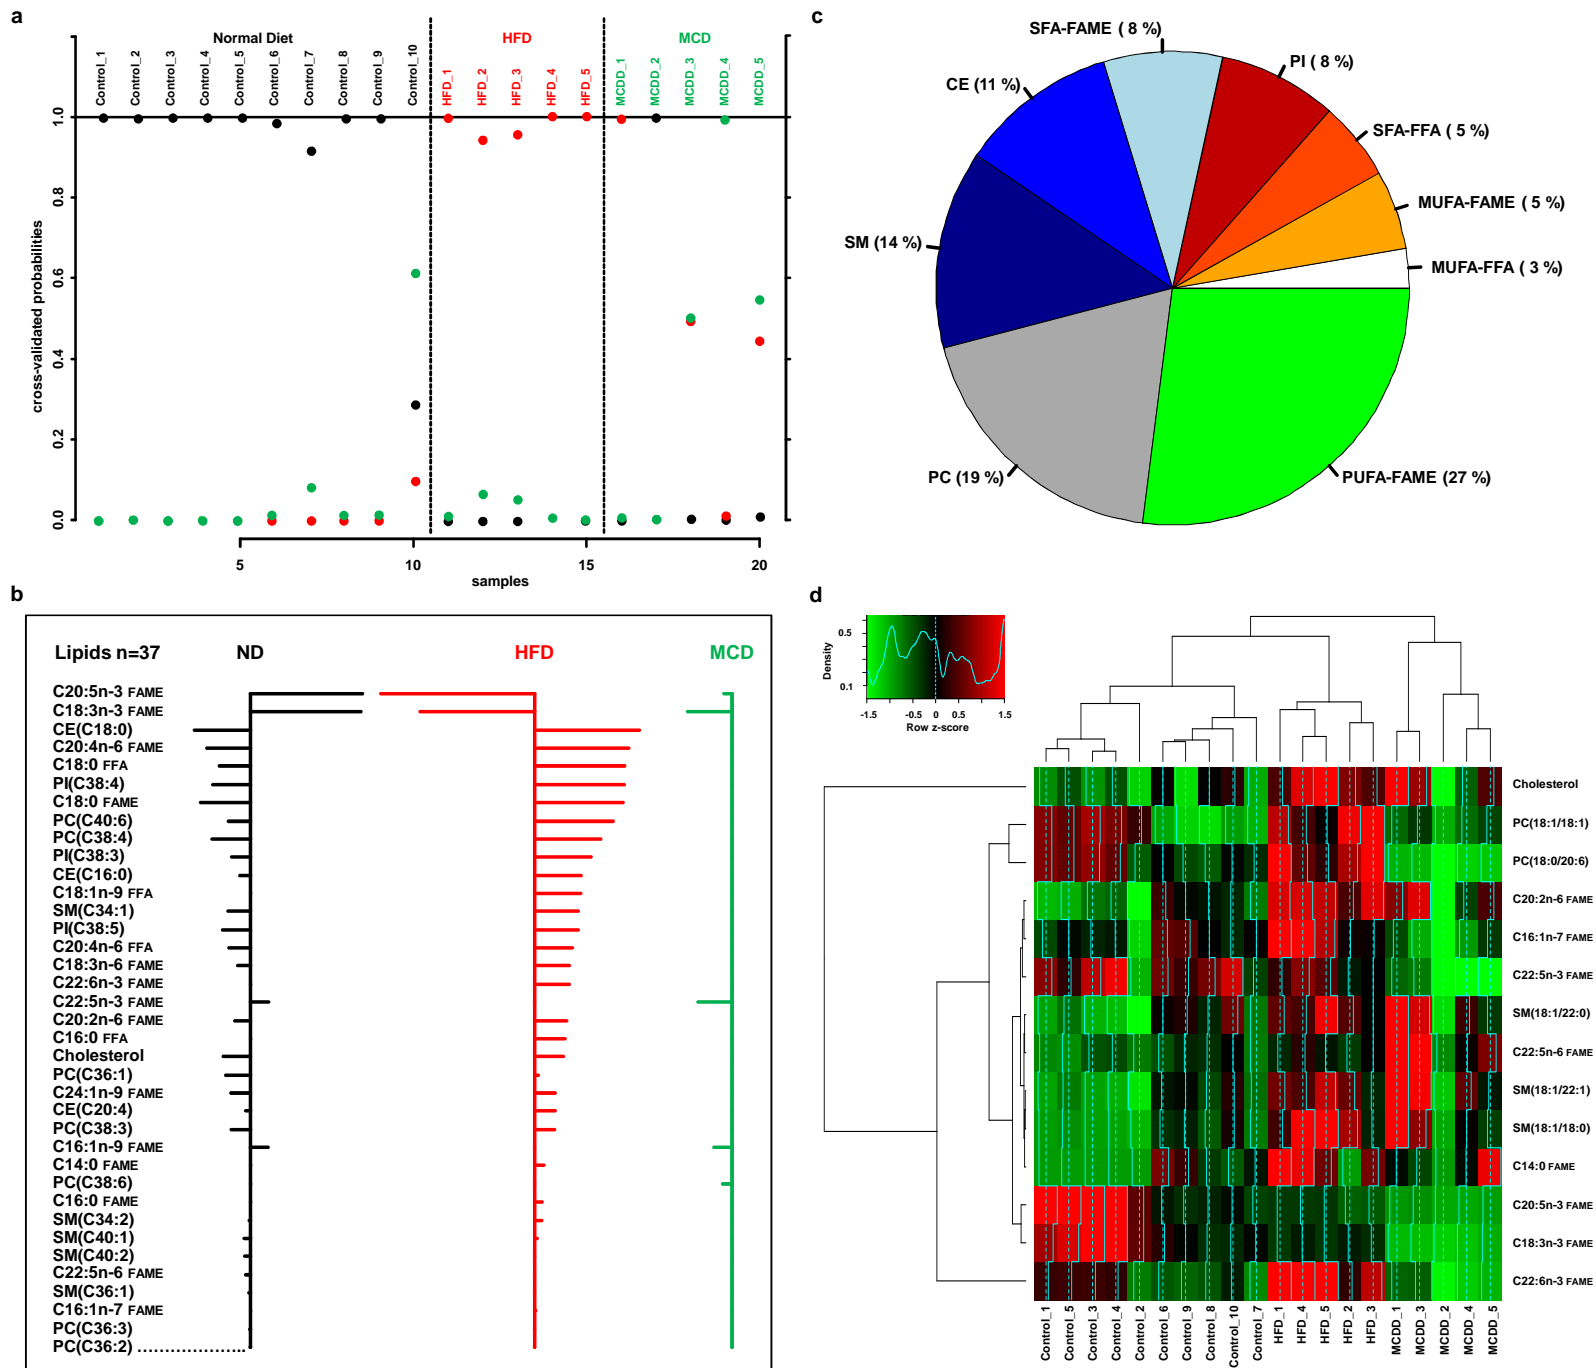 a
Normal Diet
HFD
MCD
Control_1
Control_2
Control_3
Control_4
Control_5
Control_6
Control_7
Control_8
Control_9
Control_10
HFD_1
HFD_2
HFD_3
HFD_4
HFD_5
MCDD_1
MCDD_2
MCDD_3
MCDD_4
MCDD_5
cross-validated probabilities
1.0
0.8
0.6
0.4
0.2
0.0
5
10
15
20
samples
c
SFA-FAME ( 8 %)
PI ( 8 %)
CE (11 %)
SFA-FFA ( 5 %)
MUFA-FAME ( 5 %)
SM (14 %)
MUFA-FFA ( 3 %)
PC (19 %)
PUFA-FAME (27 %)
b
Lipids n=37
ND
HFD
MCD
C20:5n-3 FAME
C18:3n-3 FAME
CE(C18:0)
C20:4n-6 FAME
C18:0 FFA
PI(C38:4)
C18:0 FAME
PC(C40:6)
PC(C38:4)
PI(C38:3)
CE(C16:0)
C18:1n-9 FFA
SM(C34:1)
PI(C38:5)
C20:4n-6 FFA
C18:3n-6 FAME
C22:6n-3 FAME
C22:5n-3 FAME
C20:2n-6 FAME
C16:0 FFA
Cholesterol
PC(C36:1)
C24:1n-9 FAME
CE(C20:4)
PC(C38:3)
C16:1n-9 FAME
C14:0 FAME
PC(C38:6)
C16:0 FAME
SM(C34:2)
SM(C40:1)
SM(C40:2)
C22:5n-6 FAME
SM(C36:1)
C16:1n-7 FAME
PC(C36:3)
PC(C36:2) ...................
d
Density
0.5
0.1
-1.5
-0.5
0
0.5
1.5
Row z-score
Cholesterol
PC(18:1/18:1)
PC(18:0/20:6)
C20:2n-6 FAME
C16:1n-7 FAME
C22:5n-3 FAME
SM(18:1/22:0)
C22:5n-6 FAME
SM(18:1/22:1)
SM(18:1/18:0)
C14:0 FAME
C20:5n-3 FAME
C18:3n-3 FAME
C22:6n-3 FAME
Control_1
Control_5
Control_3
Control_4
Control_2
Control_6
Control_9
Control_8
Control_10
Control_7
HFD_1
HFD_4
HFD_5
HFD_2
HFD_3
MCDD_1
MCDD_3
MCDD_2
MCDD_4
MCDD_5